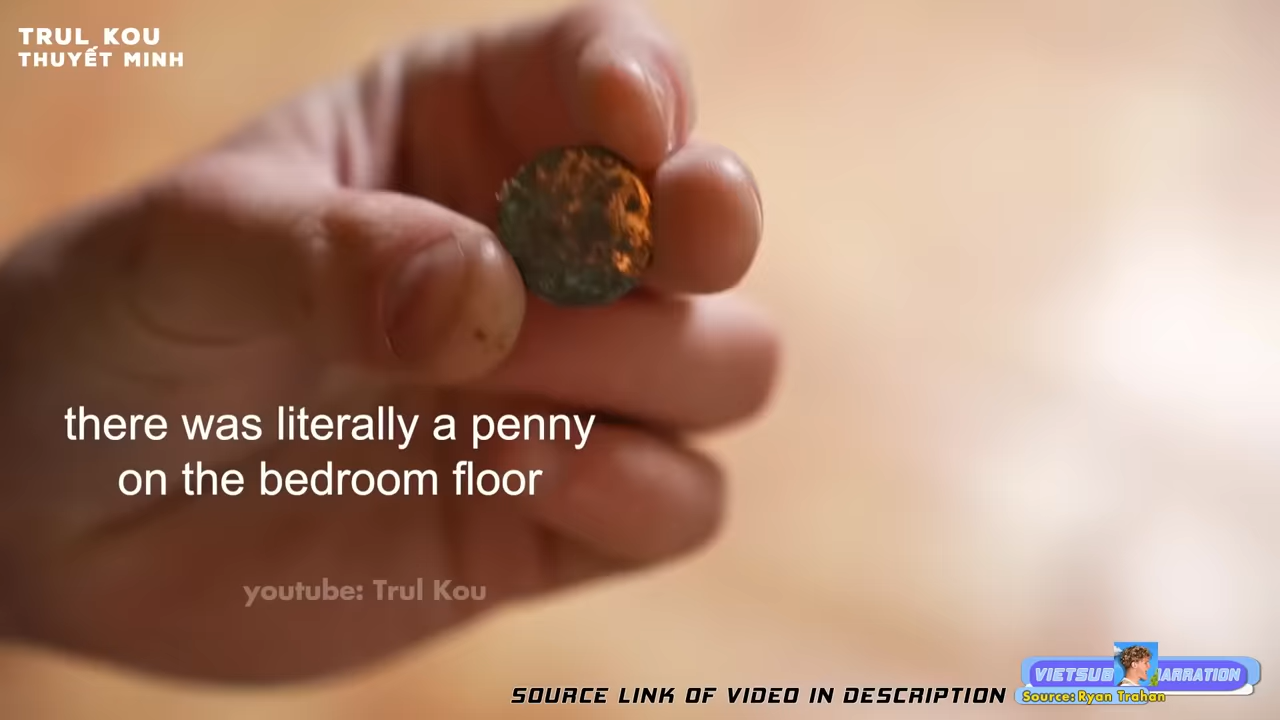 TRUL KOU
THUYẾT MINH
there was literally a penny
on the bedroom floor
youtube: Trul Kou
SOURCE LINK OF VIDEO IN DESCRIPTION
VIETSUB
Source: Ryan Trahan